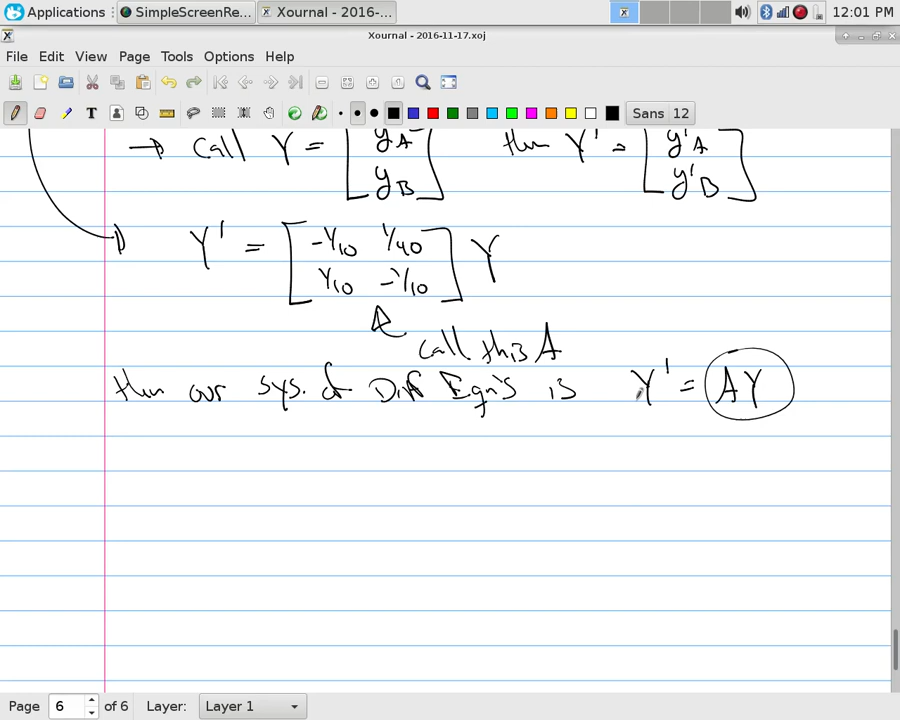 Applications SimpleScreenRe... Xournal - 2016-... 12:01 PM
Xournal - 2016-11-17.xoj
File Edit View Page Tools Options Help
Sans 12
→ Call Y = [ yA yB ] then Y' = [ y'A y'B ]
Y' = [ -1/10 1/40
1/10 -1/10 ] Y
call this A
then our sys. of Diff Eqn's is Y' = AY
Page 6 of 6 Layer: Layer 1